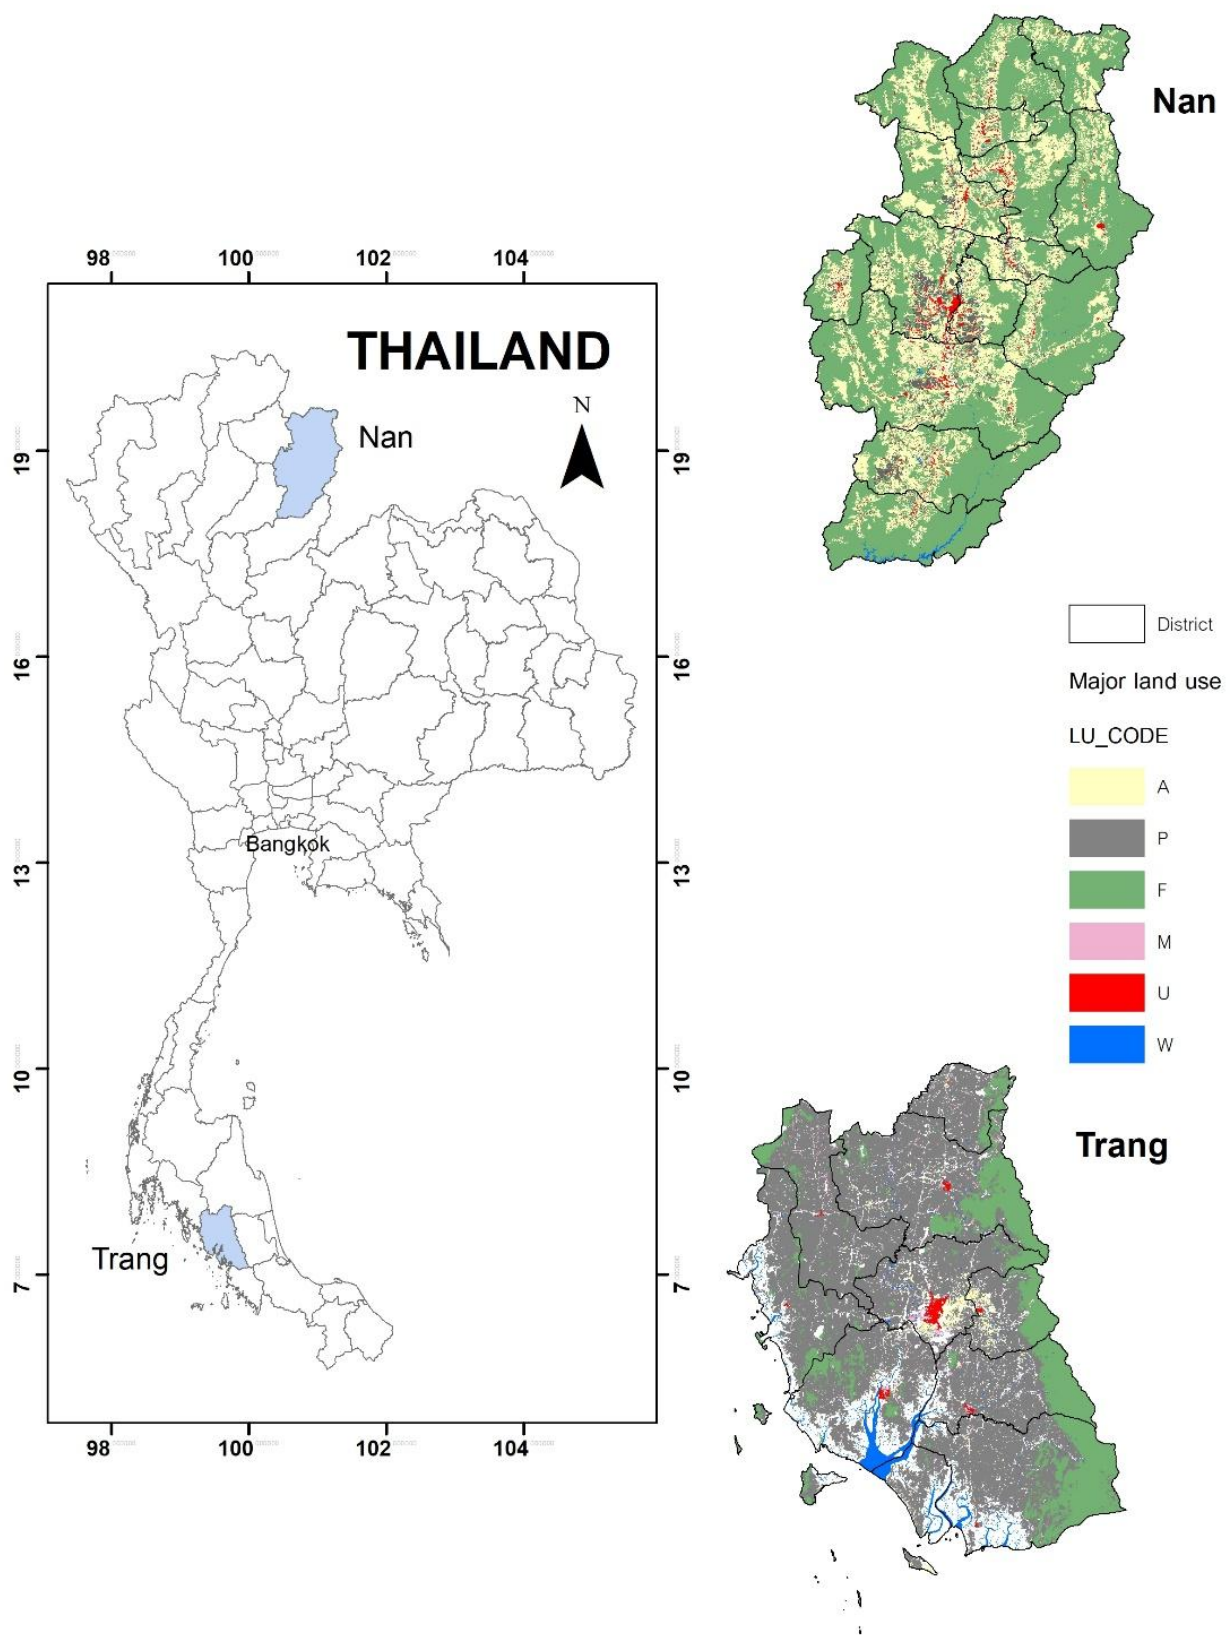 Nan
98 100 102 104
THAILAND
N
Nan
19 19
16 16
Bangkok
13 13
10 10
Trang
7 7
98 100 102 104
District
Major land use
LU_CODE
A
P
F
M
U
W
Trang